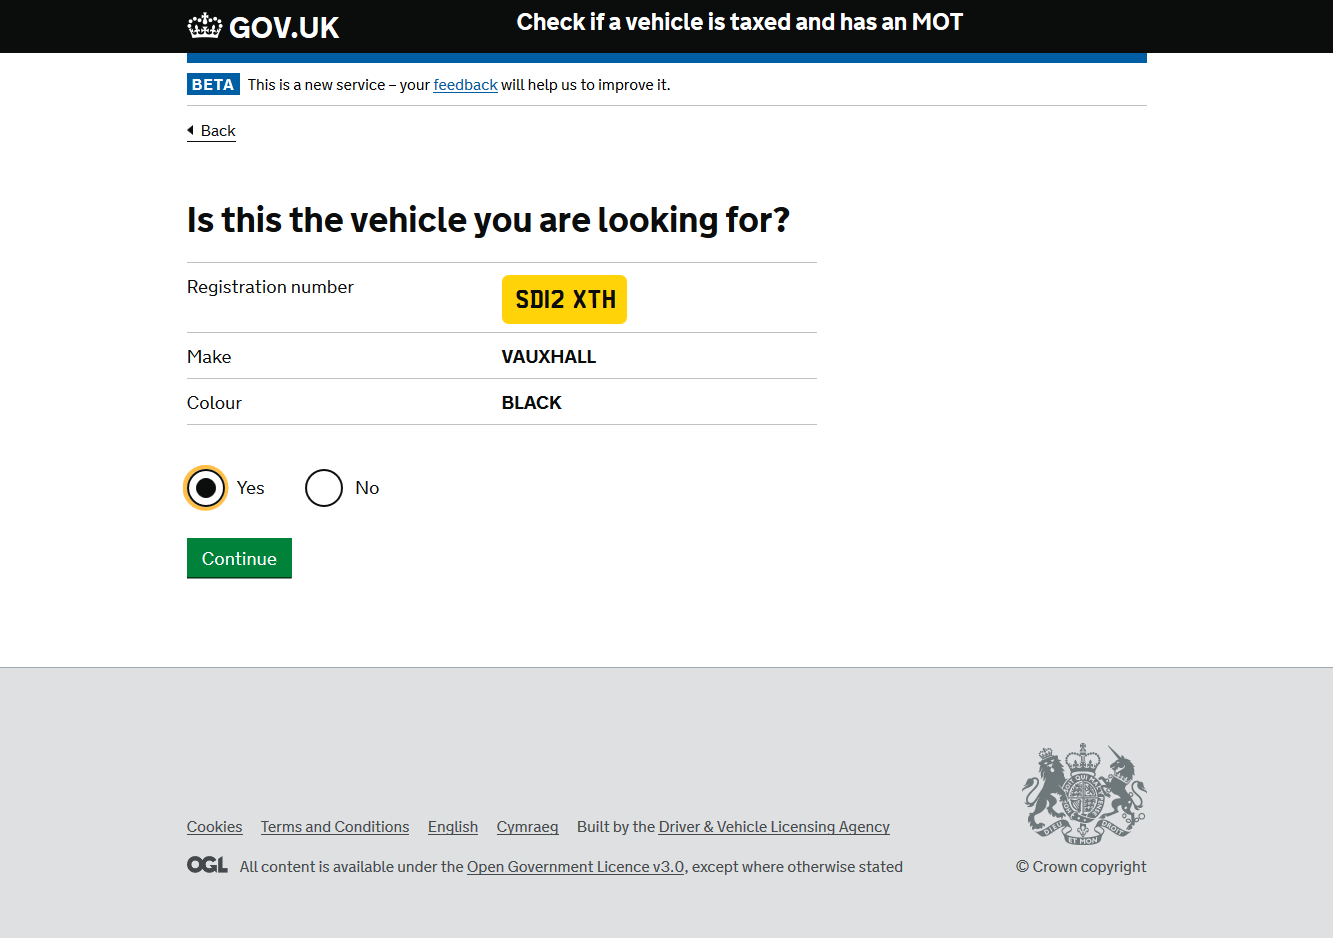 GOV.UK
Check if a vehicle is taxed and has an MOT
BETA This is a new service – your feedback will help us to improve it.
Back
Is this the vehicle you are looking for?
Registration number SD12 XTH
Make VAUXHALL
Colour BLACK
Yes No
Continue
Cookies Terms and Conditions English Cymraeg Built by the Driver & Vehicle Licensing Agency
OGL All content is available under the Open Government Licence v3.0, except where otherwise stated
DIEU ET MON DROIT
© Crown copyright